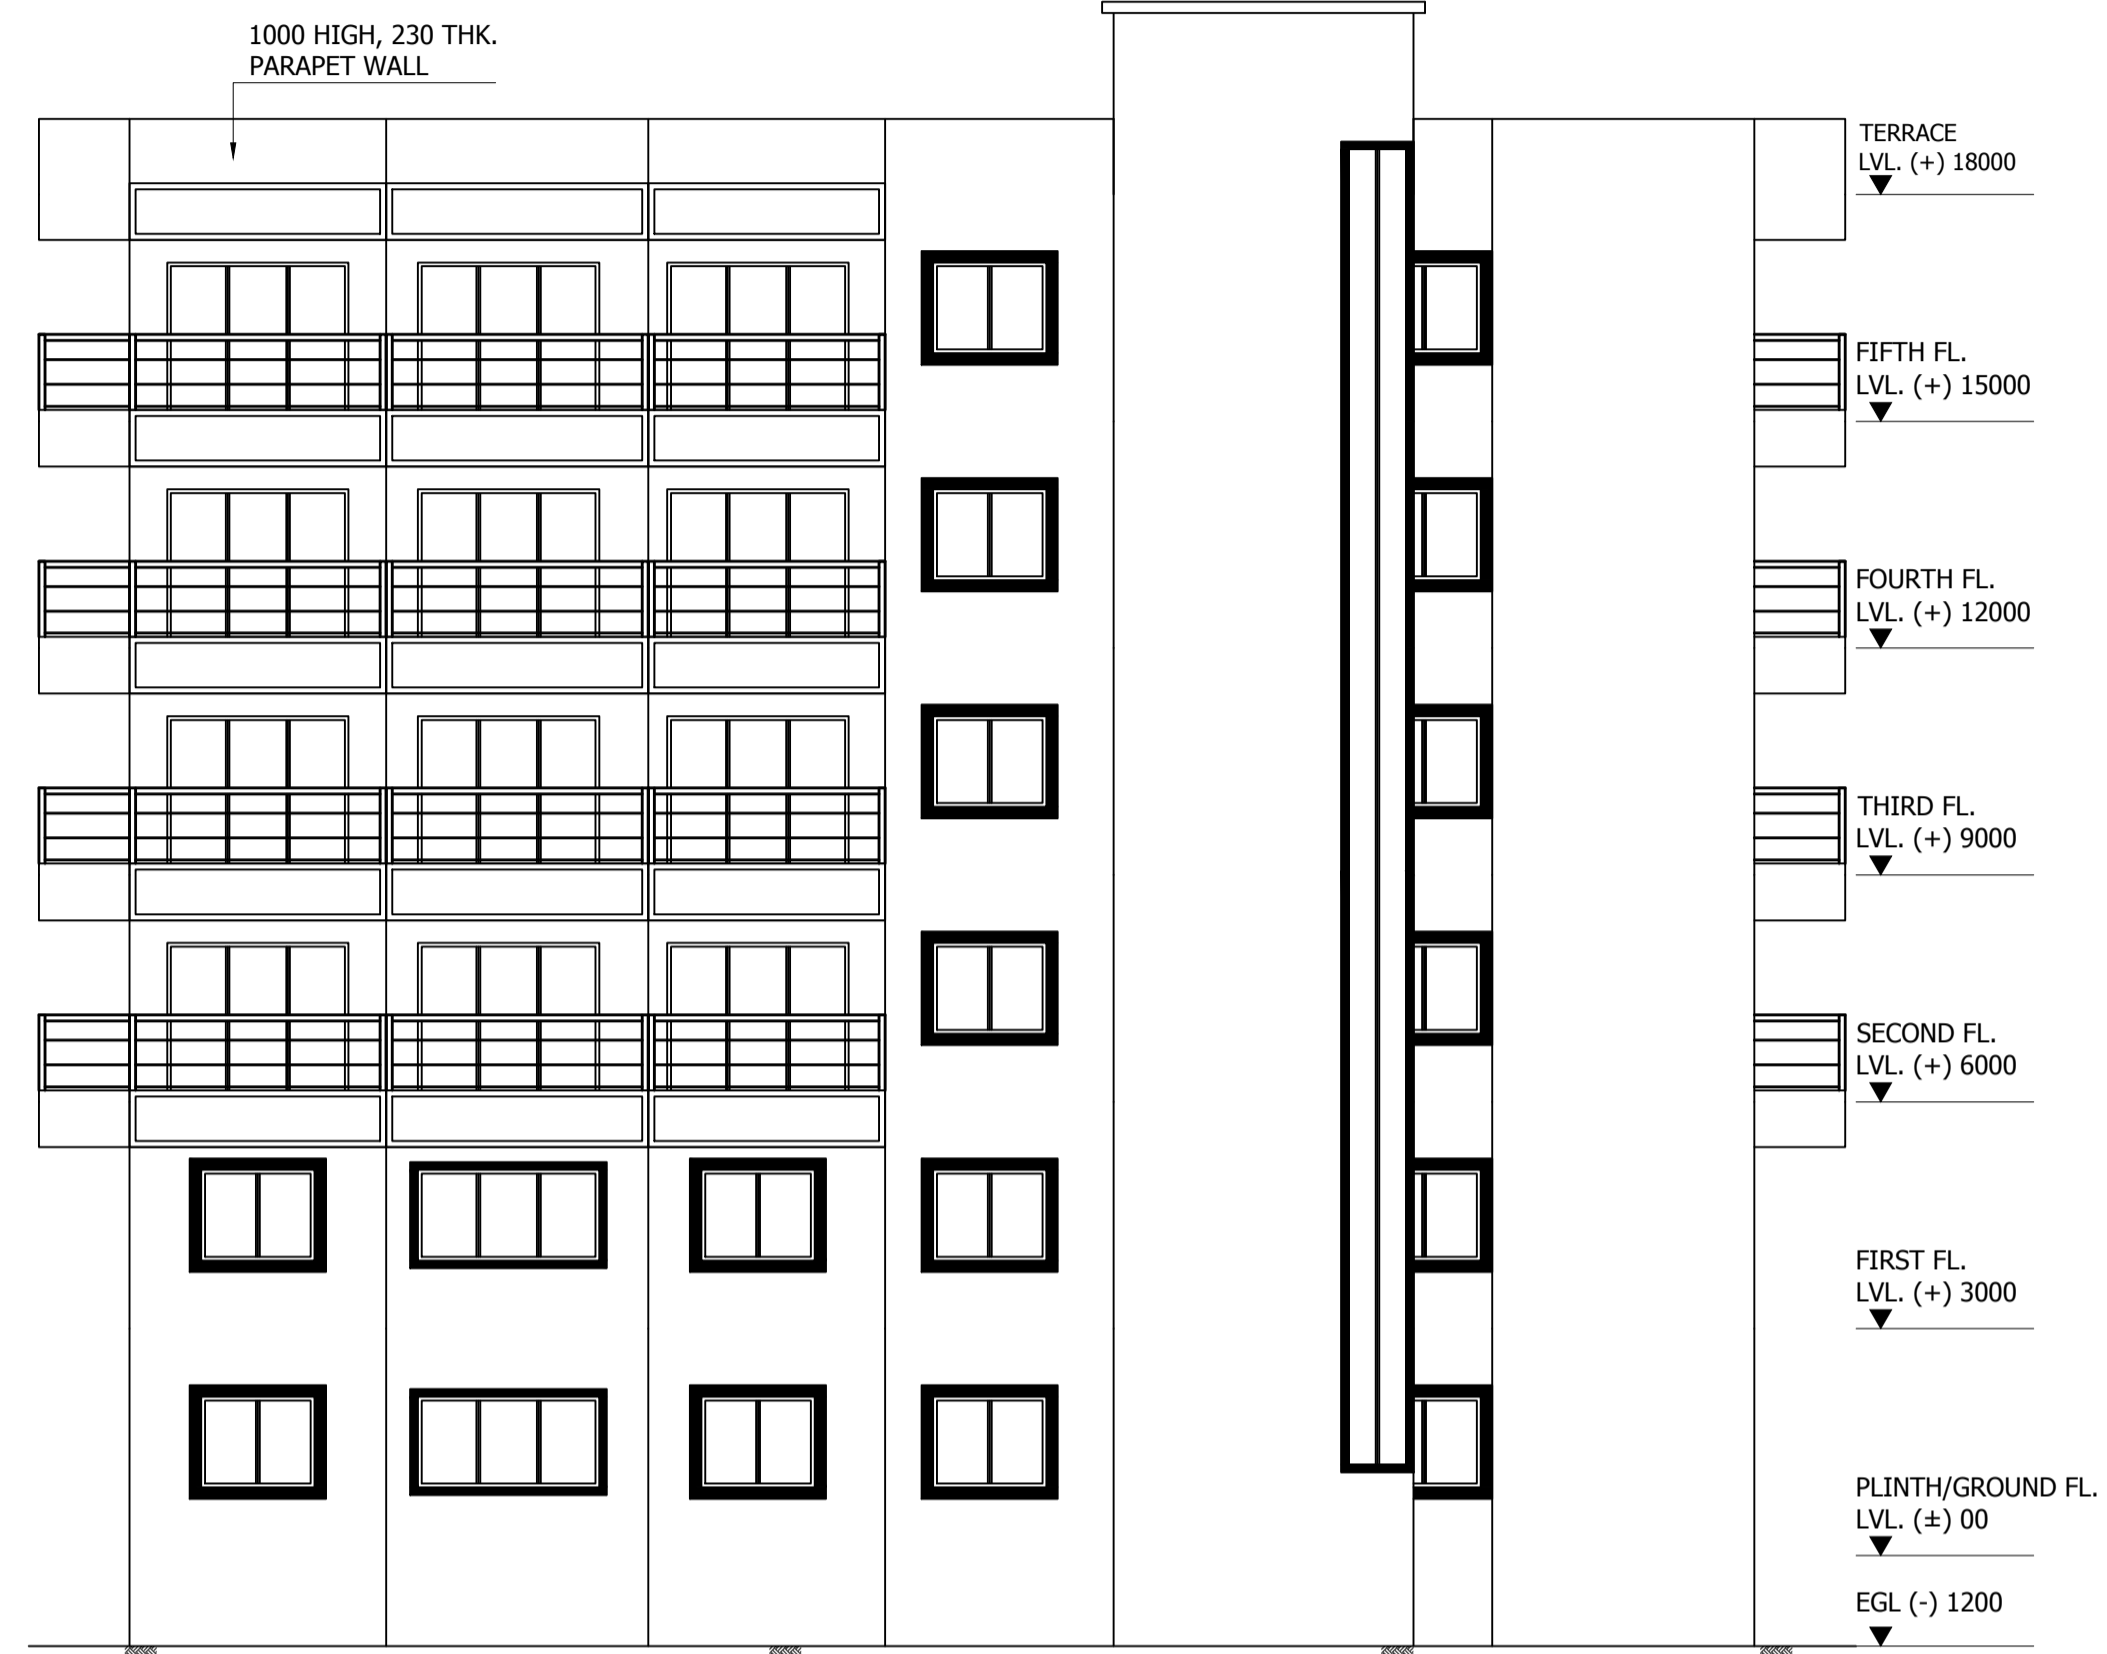 1000 HIGH, 230 THK.
PARAPET WALL
TERRACE
LVL. (+) 18000
FIFTH FL.
LVL. (+) 15000
FOURTH FL.
LVL. (+) 12000
THIRD FL.
LVL. (+) 9000
SECOND FL.
LVL. (+) 6000
FIRST FL.
LVL. (+) 3000
PLINTH/GROUND FL.
LVL. (±) 00
EGL (-) 1200